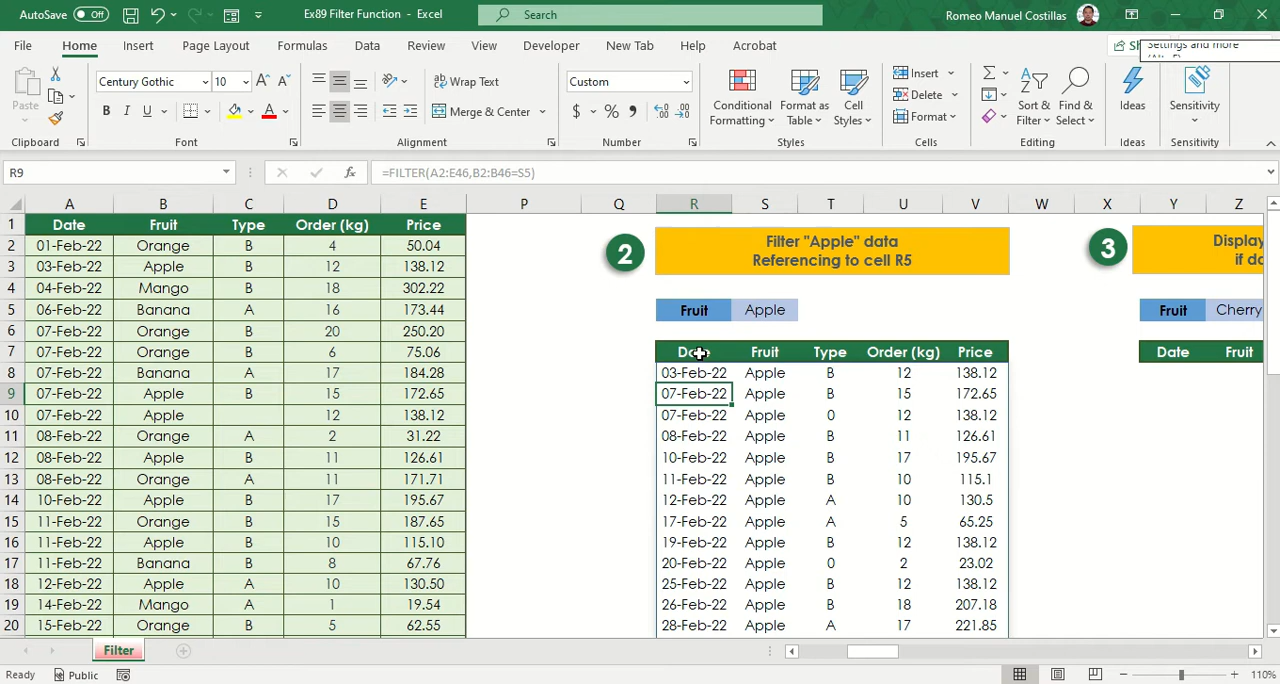 AutoSave Off Ex89 Filter Function - Excel Search Romeo Manuel Costillas
File Home Insert Page Layout Formulas Data Review View Developer New Tab Help Acrobat Settings and more
Paste Century Gothic 10 A A Wrap Text Custom Conditional Formatting Format as Table Cell Styles Insert Sort & Filter Find & Select Ideas Sensitivity
B I U A Merge & Center $ % Delete
Format
Clipboard Font Alignment Number Styles Cells Editing Ideas Sensitivity
R9 fx =FILTER(A2:E46,B2:B46=S5)
A B C D E P Q R S T U V W X Y Z
1 Date Fruit Type Order (kg) Price
2 01-Feb-22 Orange B 4 50.04
3 03-Feb-22 Apple B 12 138.12
4 04-Feb-22 Mango B 18 302.22
5 06-Feb-22 Banana A 16 173.44
6 07-Feb-22 Orange B 20 250.20
7 07-Feb-22 Orange B 6 75.06
8 07-Feb-22 Banana A 17 184.28
9 07-Feb-22 Apple B 15 172.65
10 07-Feb-22 Apple 12 138.12
11 08-Feb-22 Orange A 2 31.22
12 08-Feb-22 Apple B 11 126.61
13 08-Feb-22 Orange A 11 171.71
14 10-Feb-22 Apple B 17 195.67
15 11-Feb-22 Orange B 15 187.65
16 11-Feb-22 Apple B 10 115.10
17 11-Feb-22 Banana B 8 67.76
18 12-Feb-22 Apple A 10 130.50
19 14-Feb-22 Mango A 1 19.54
20 15-Feb-22 Orange B 5 62.55
2
Filter "Apple" data
Referencing to cell R5
Fruit Apple
Fruit Type Order (kg) Price
03-Feb-22 Apple B 12 138.12
07-Feb-22 Apple B 15 172.65
07-Feb-22 Apple 0 12 138.12
08-Feb-22 Apple B 11 126.61
10-Feb-22 Apple B 17 195.67
11-Feb-22 Apple B 10 115.1
12-Feb-22 Apple A 10 130.5
17-Feb-22 Apple A 5 65.25
19-Feb-22 Apple B 12 138.12
20-Feb-22 Apple 0 2 23.02
25-Feb-22 Apple B 12 138.12
26-Feb-22 Apple B 18 207.18
28-Feb-22 Apple A 17 221.85
3
Display
if
Fruit Cherry
Date Fruit
Filter
Ready Public 110%